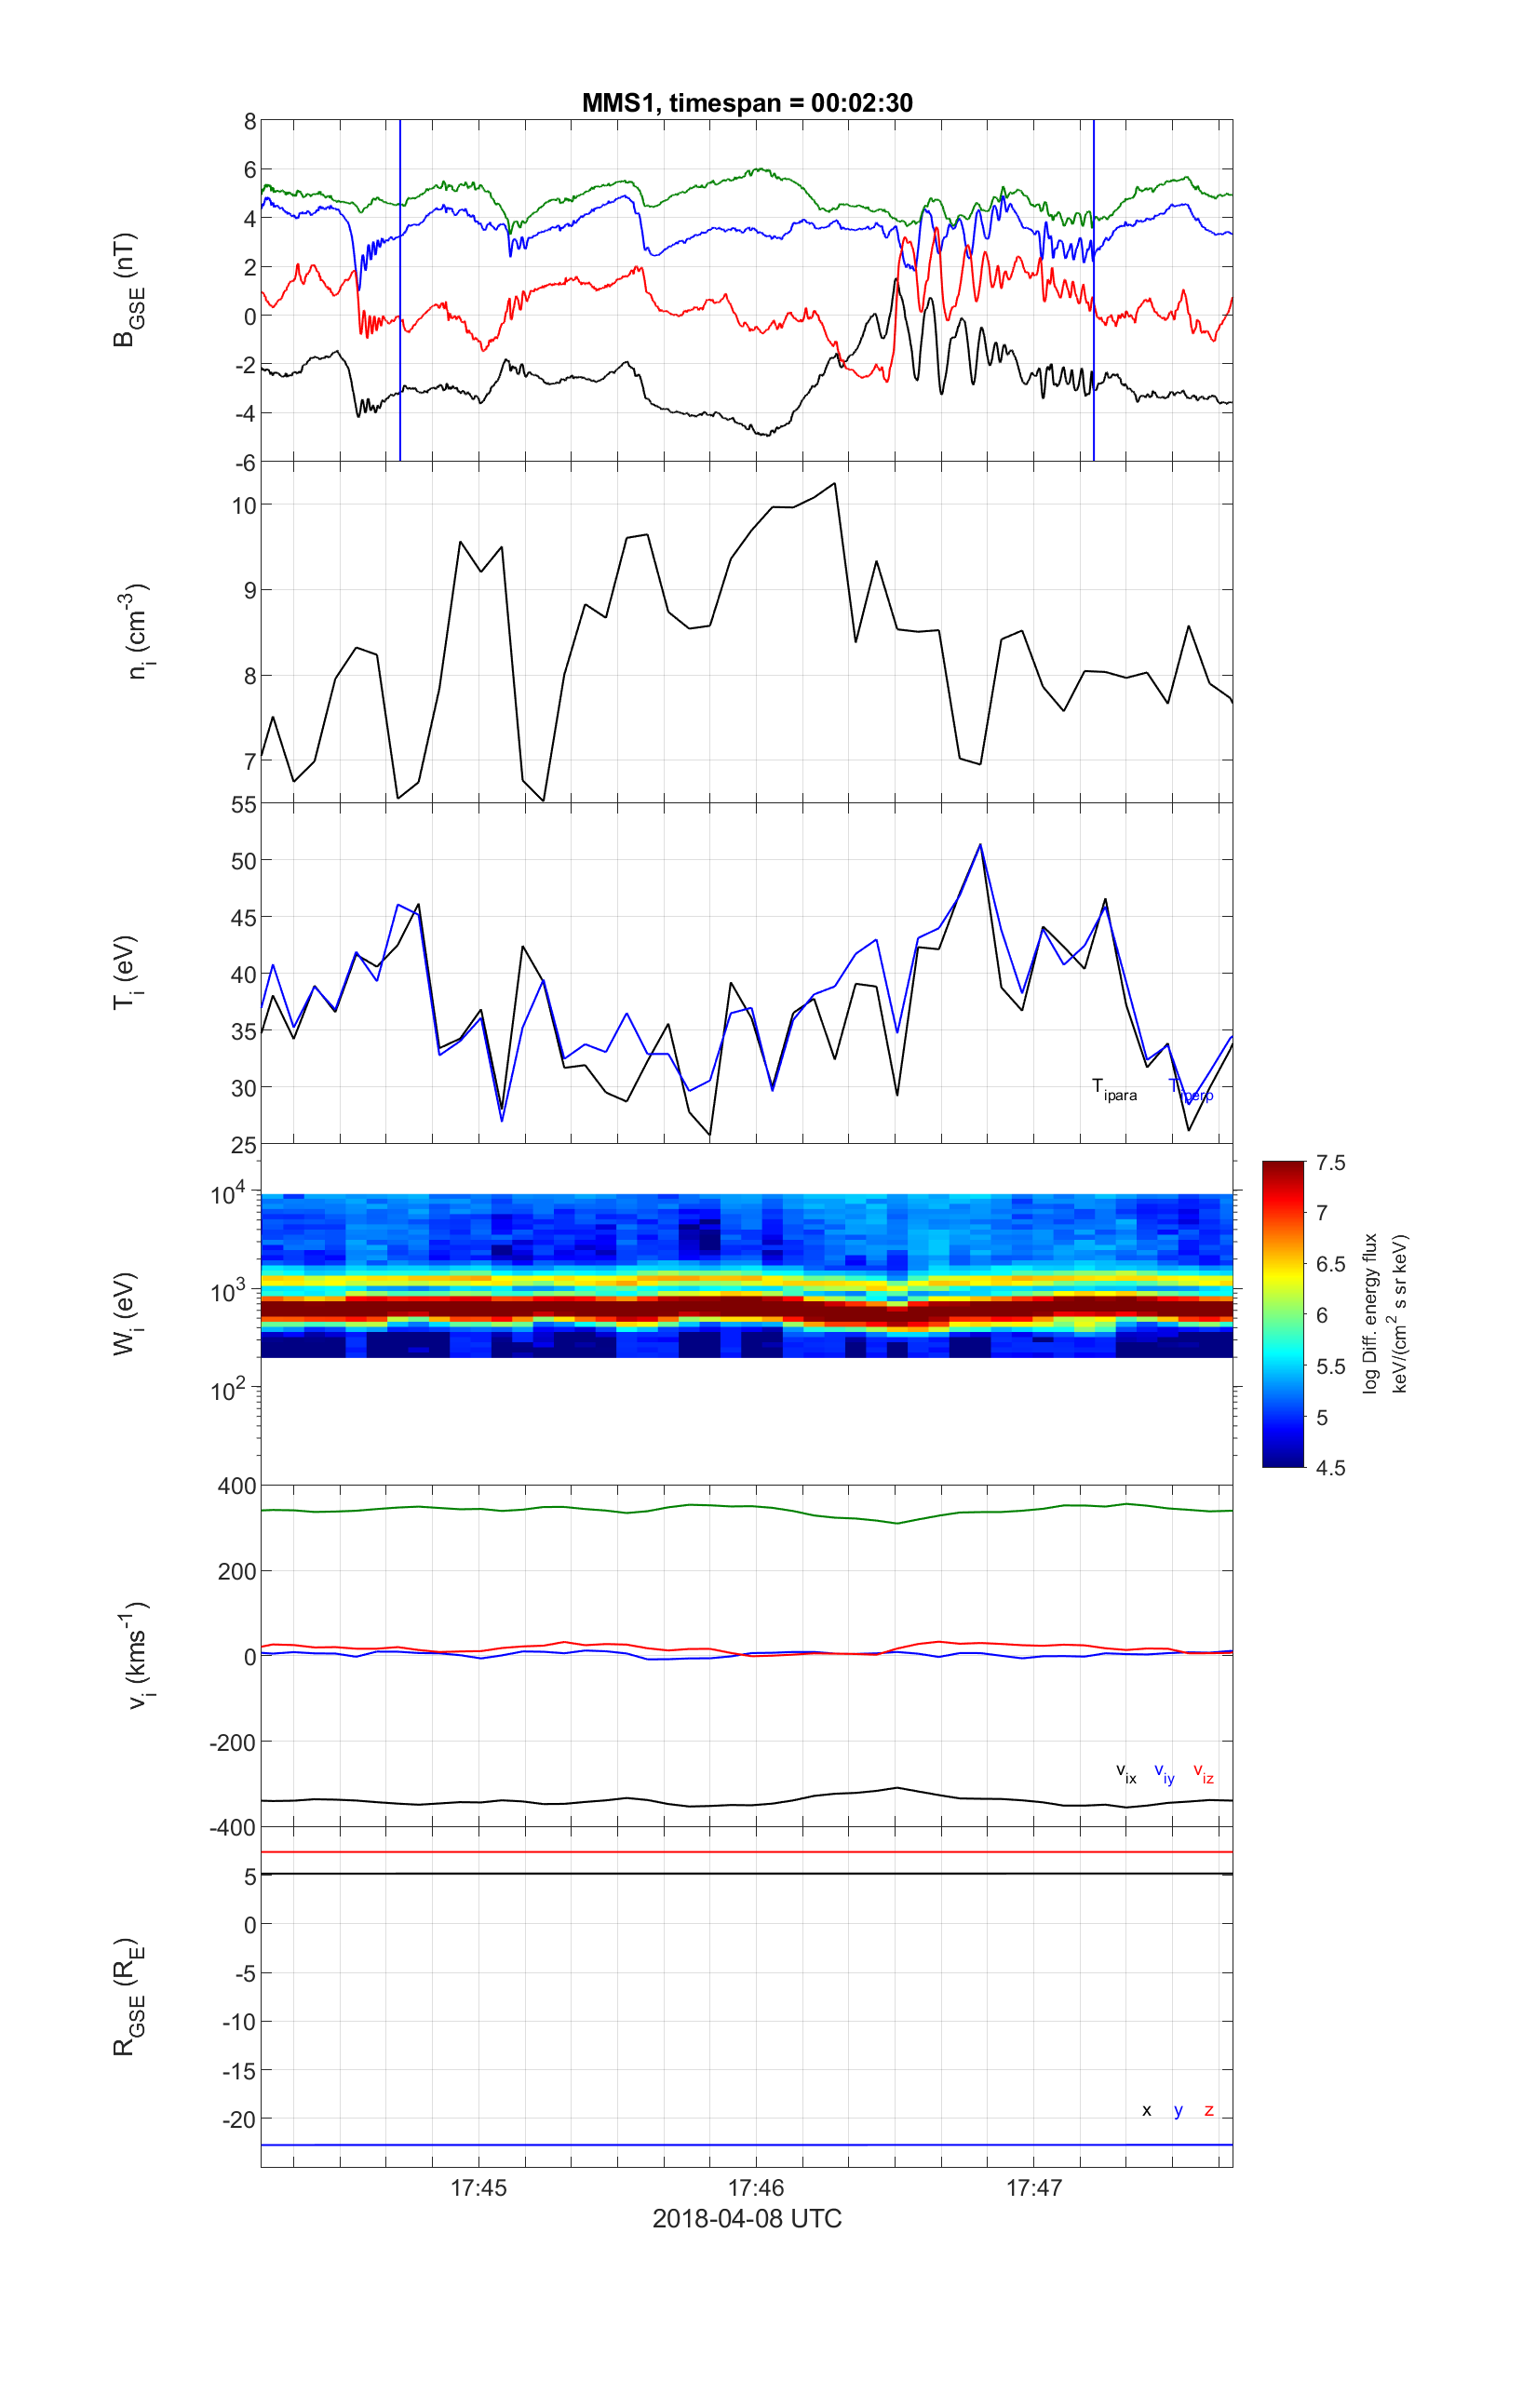 MMS1, timespan = 00:02:30
B_GSE (nT)
8
6
4
2
0
-2
-4
-6
n_i (cm^-3)
10
9
8
7
T_i (eV)
55
50
45
40
35
30
25
T_ipara T_iperp
W_i (eV)
10^4
10^3
10^2
7.5
7
6.5
6
5.5
5
4.5
log Diff. energy flux
keV/(cm^2 s sr keV)
v_i (kms^-1)
400
200
0
-200
-400
v_ix v_iy v_iz
R_GSE (R_E)
5
0
-5
-10
-15
-20
x y z
17:45 17:46 17:47
2018-04-08 UTC